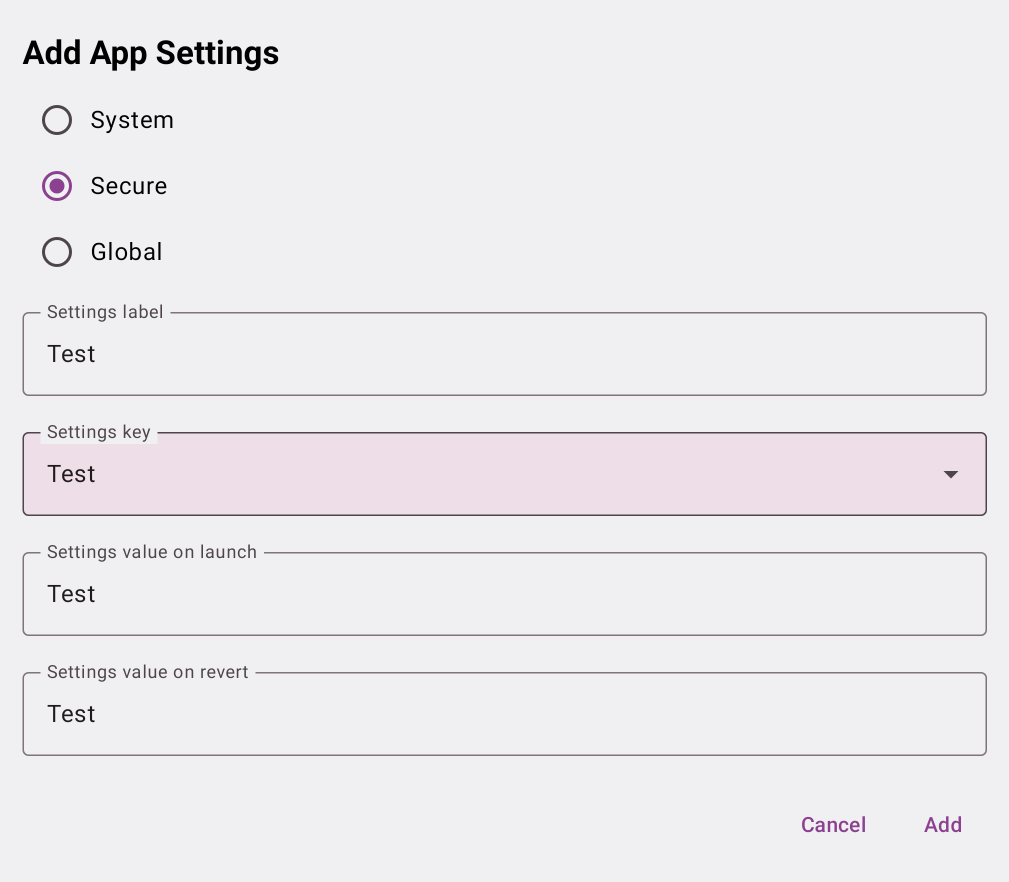 Add App Settings
System
Secure
Global
Settings label
Test
Settings key
Test
Settings value on launch
Test
Settings value on revert
Test
Cancel Add